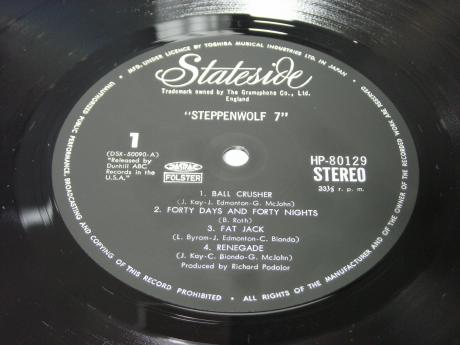 MFD. UNDER LICENCE BY TOSHIBA MUSICAL INDUSTRIES LTD. IN JAPAN.
Stateside
Trademark owned by The Gramophone Co., Ltd.
England
"STEPPENWOLF 7"
1
(DSX-50090-A)
"Released by
Dunhill ABC
Records in the
U.S.A."
FOLSTER
HP-80129
STEREO
33⅓ r. p. m.
1. BALL CRUSHER
(J. Kay-J. Edmonton-G. McJohn)
2. FORTY DAYS AND FORTY NIGHTS
(B. Roth)
3. FAT JACK
(L. Byrom-J. Edmonton-C. Biondo)
4. RENEGADE
(J. Kay-C. Biondo-G. McJohn)
Produced by Richard Podolor
ALL RIGHTS OF THE MANUFACTURER AND OF THE OWNER OF THE RECORDED WORK ARE RESERVED
UNAUTHORIZED PUBLIC PERFORMANCE, BROADCASTING AND COPYING OF THIS RECORD PROHIBITED